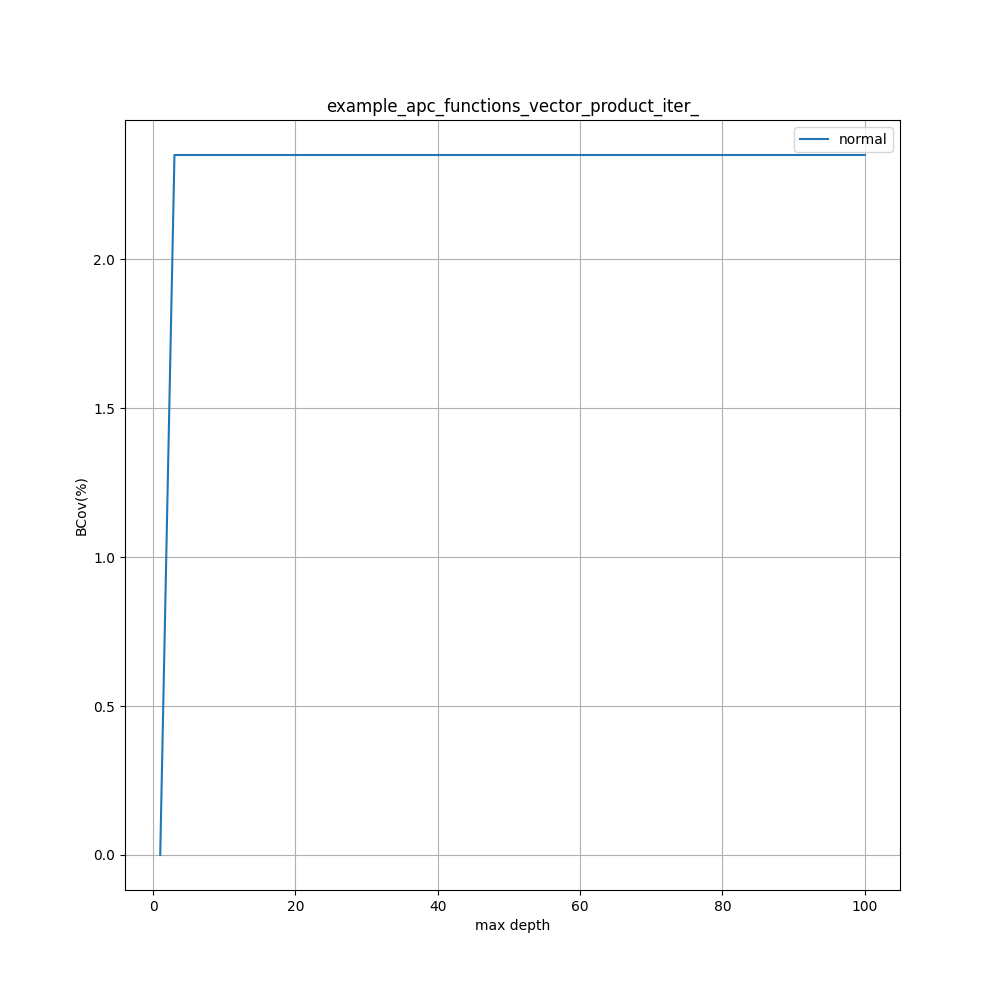 example_apc_functions_vector_product_iter_
normal
2.0
1.5
1.0
0.5
0.0
BCov(%)
0 20 40 60 80 100
max depth